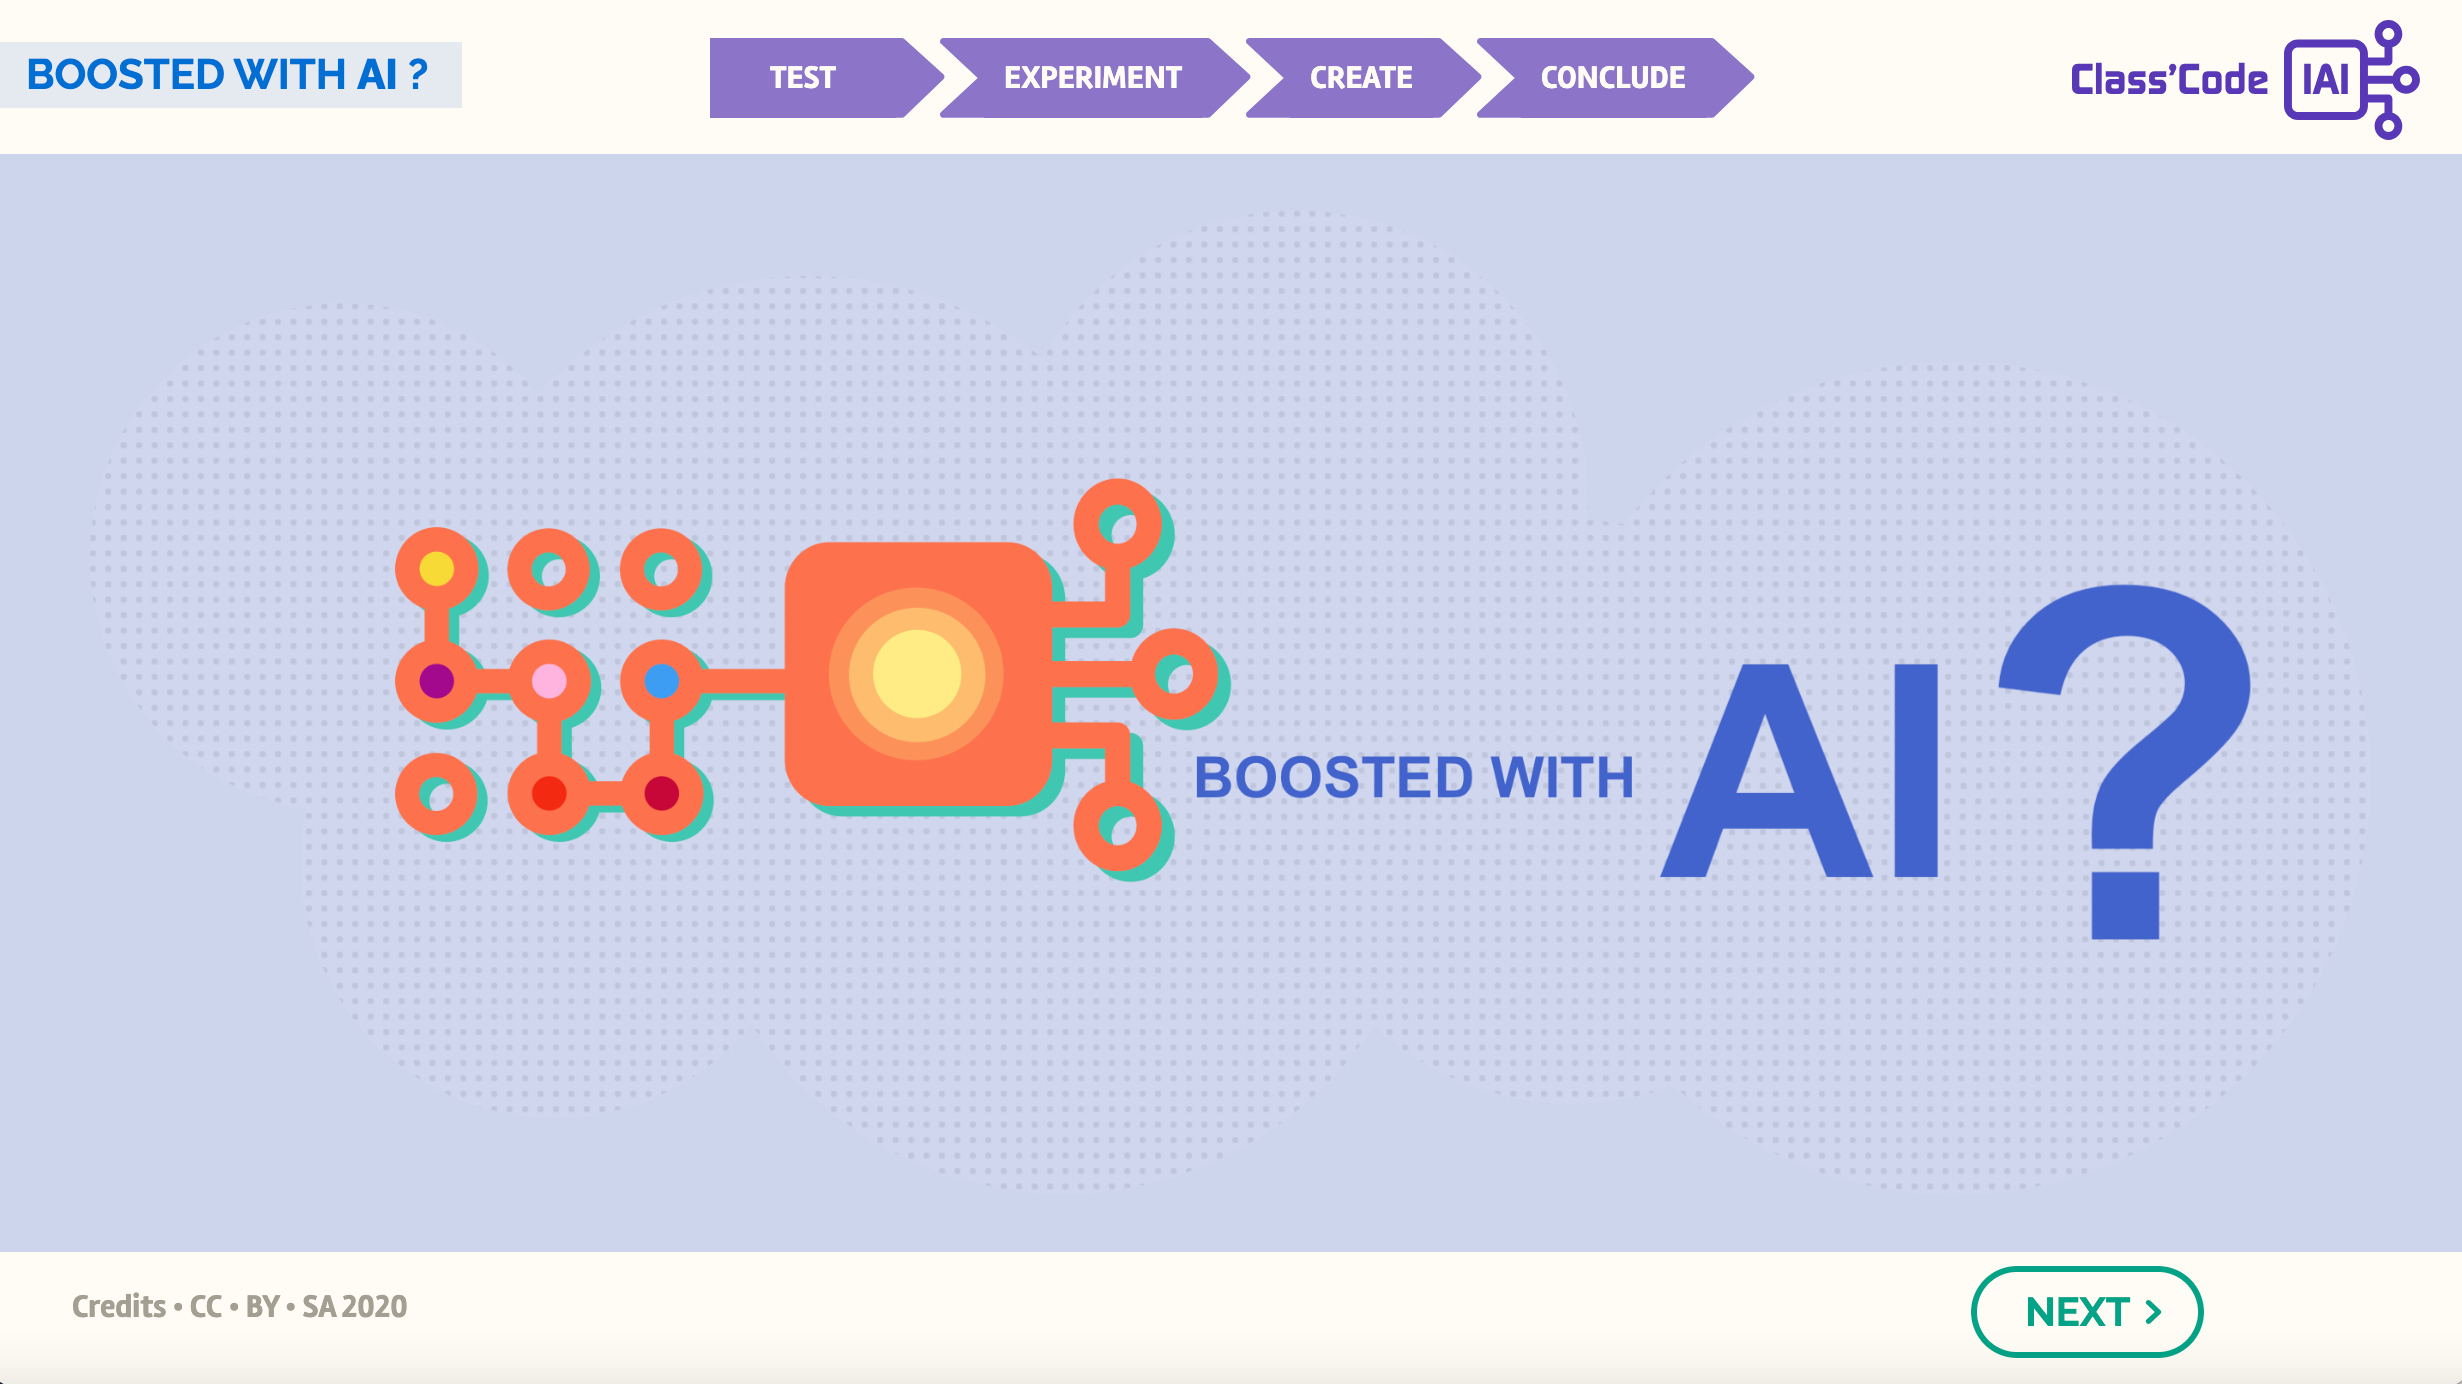 BOOSTED WITH AI ?
TEST
EXPERIMENT
CREATE
CONCLUDE
Class'Code
IAI
BOOSTED WITH AI ?
Credits • CC • BY • SA 2020
NEXT >